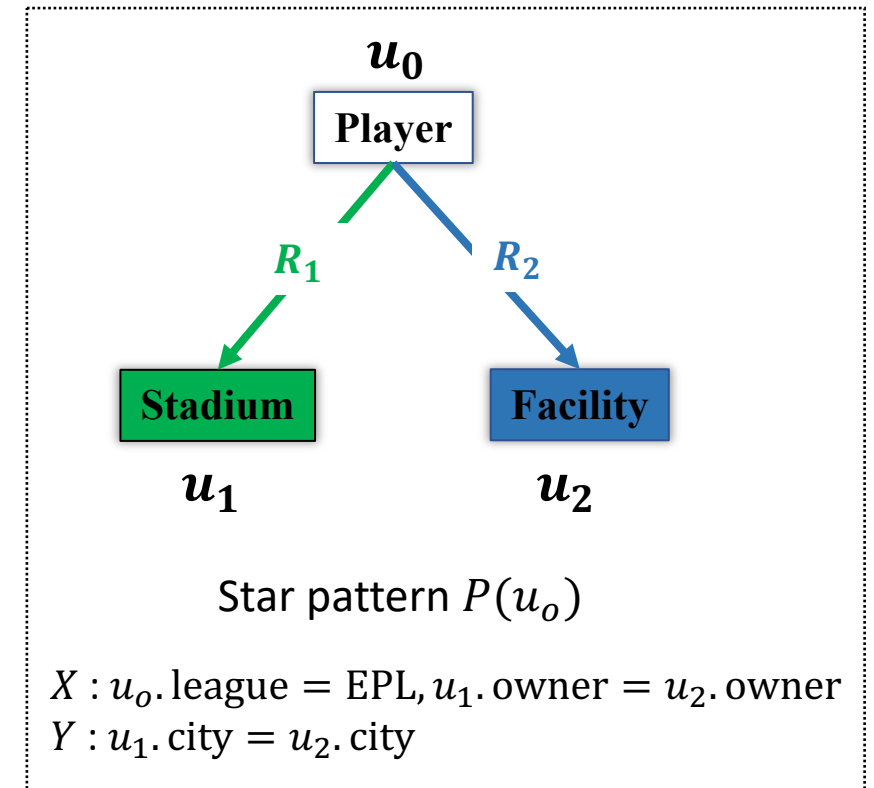 u₀
Player
R₁ R₂
Stadium Facility
u₁ u₂
Star pattern P(uₒ)
X : uₒ. league = EPL, u₁. owner = u₂. owner
Y : u₁. city = u₂. city